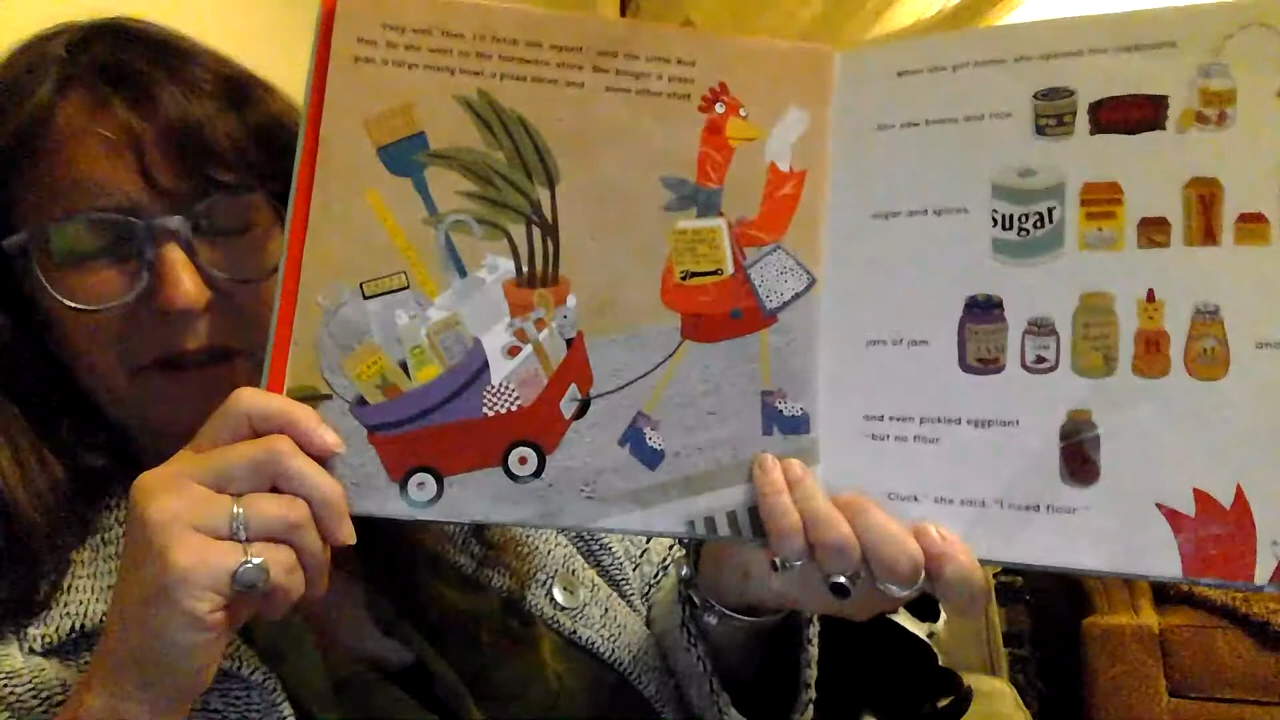 "Very well, then, I'll fetch one myself," said the Little Red
Hen. So she went to the hardware store. She bought a pizza
pan, a large mixing bowl, a pizza slicer, and some other stuff.
When she got home, she opened the cupboards.
She saw beans and rice,
sugar and spices,
sugar
jars of jam,
JAM
and
and even pickled eggplant
-but no flour.
"Cluck," she said, "I need flour."